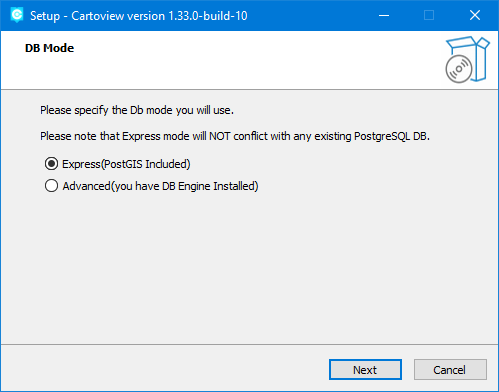 Setup - Cartoview version 1.33.0-build-10
DB Mode
Please specify the Db mode you will use.
Please note that Express mode will NOT conflict with any existing PostgreSQL DB.
Express(PostGIS Included)
Advanced(you have DB Engine Installed)
Next
Cancel